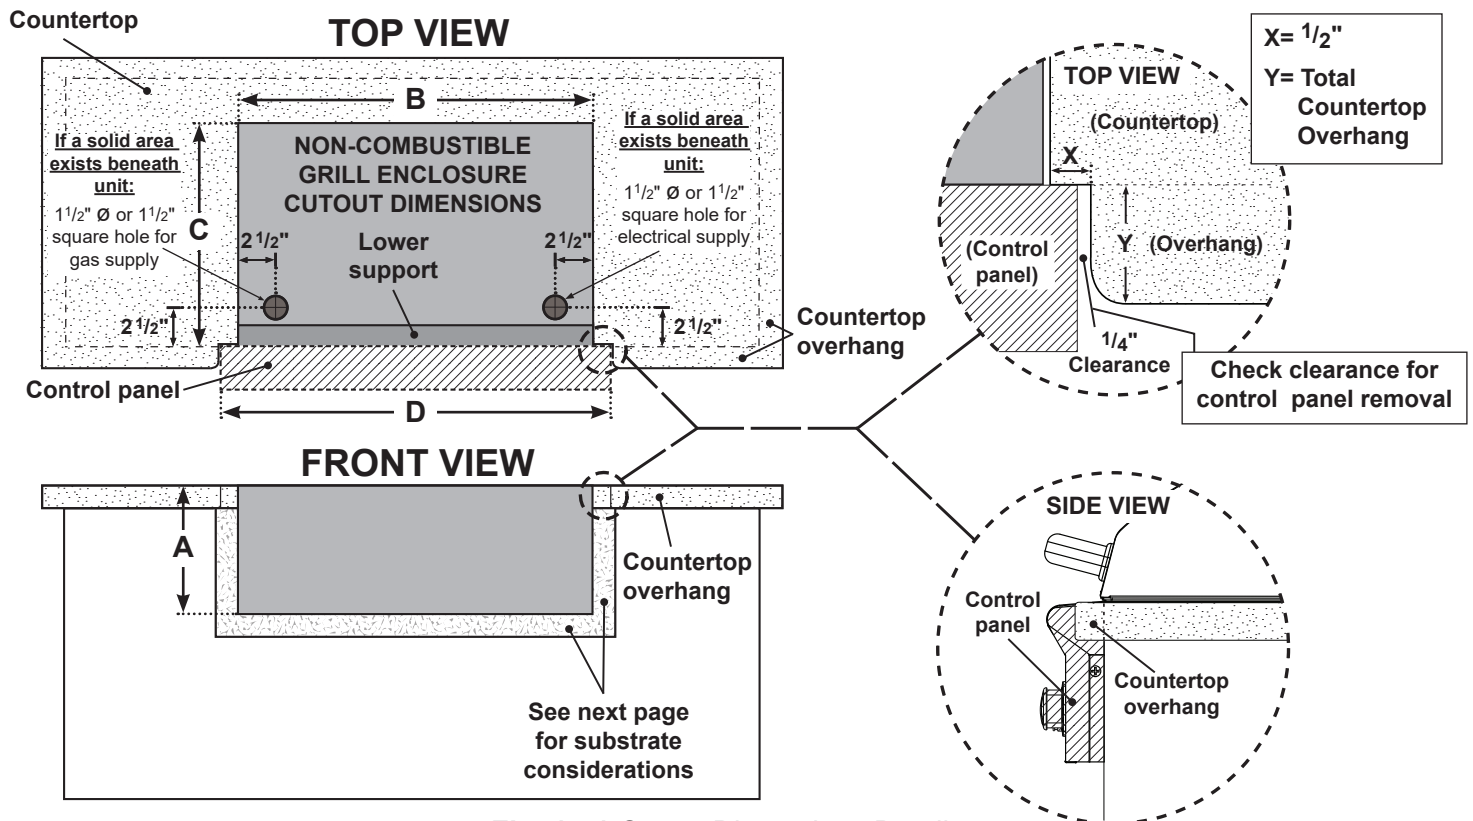 Countertop
TOP VIEW
B
If a solid area
exists beneath
unit:
1 1/2" Ø or 1 1/2"
square hole for
gas supply
C
NON-COMBUSTIBLE
GRILL ENCLOSURE
CUTOUT DIMENSIONS
Lower
support
2 1/2"
2 1/2"
If a solid area
exists beneath
unit:
1 1/2" Ø or 1 1/2"
square hole for
electrical supply
2 1/2"
2 1/2"
Countertop
overhang
Control panel
D
TOP VIEW
(Countertop)
X
(Control
panel)
Y
(Overhang)
1/4"
Clearance
X= 1/2"
Y= Total
Countertop
Overhang
Check clearance for
control panel removal
FRONT VIEW
A
Countertop
overhang
See next page
for substrate
considerations
SIDE VIEW
Control
panel
Countertop
overhang